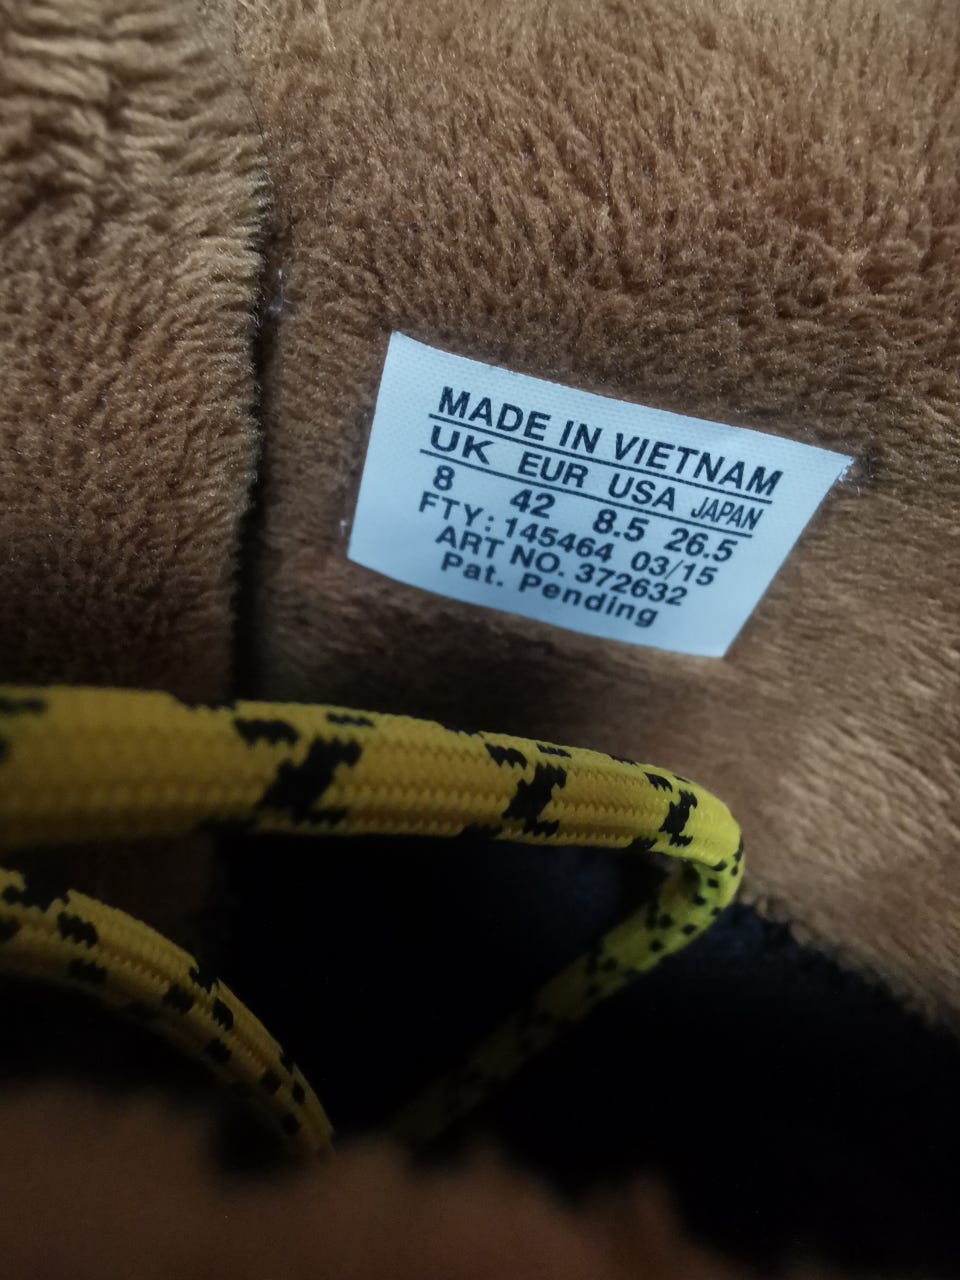 MADE IN VIETNAM
UK EUR USA JAPAN
8 42 8.5 26.5
FTY: 145464 03/15
ART NO. 372632
Pat. Pending